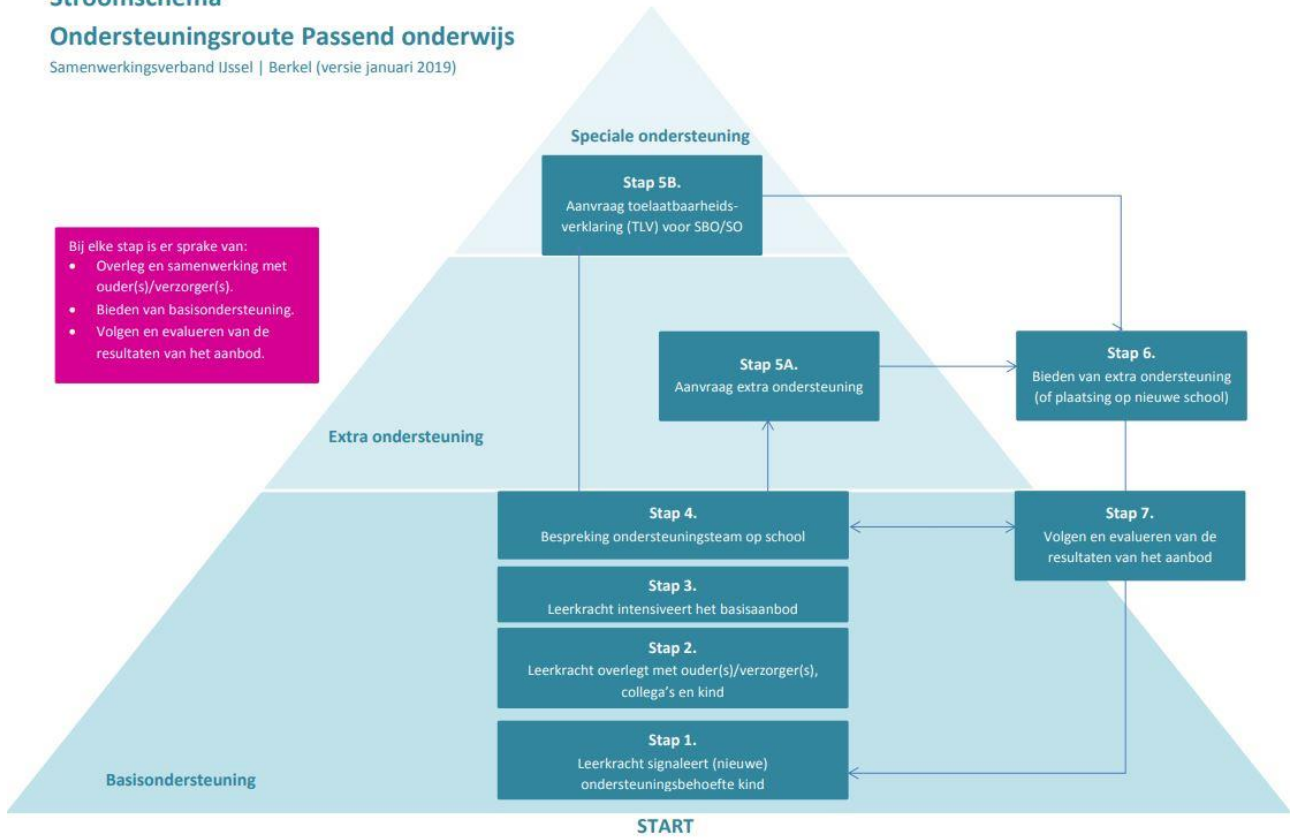 Stroomschema
Ondersteuningsroute Passend onderwijs
Samenwerkingsverband IJssel | Berkel (versie januari 2019)
Speciale ondersteuning
Stap 5B.
Aanvraag toelaatbaarheids-
verklaring (TLV) voor SBO/SO
Bij elke stap is er sprake van:
• Overleg en samenwerking met
ouder(s)/verzorger(s).
• Bieden van basisondersteuning.
• Volgen en evalueren van de
resultaten van het aanbod.
Stap 5A.
Aanvraag extra ondersteuning
Stap 6.
Bieden van extra ondersteuning
(of plaatsing op nieuwe school)
Extra ondersteuning
Stap 4.
Bespreking ondersteuningsteam op school
Stap 7.
Volgen en evalueren van de
resultaten van het aanbod
Stap 3.
Leerkracht intensiveert het basisaanbod
Stap 2.
Leerkracht overlegt met ouder(s)/verzorger(s),
collega's en kind
Stap 1.
Leerkracht signaleert (nieuwe)
ondersteuningsbehoefte kind
Basisondersteuning
START